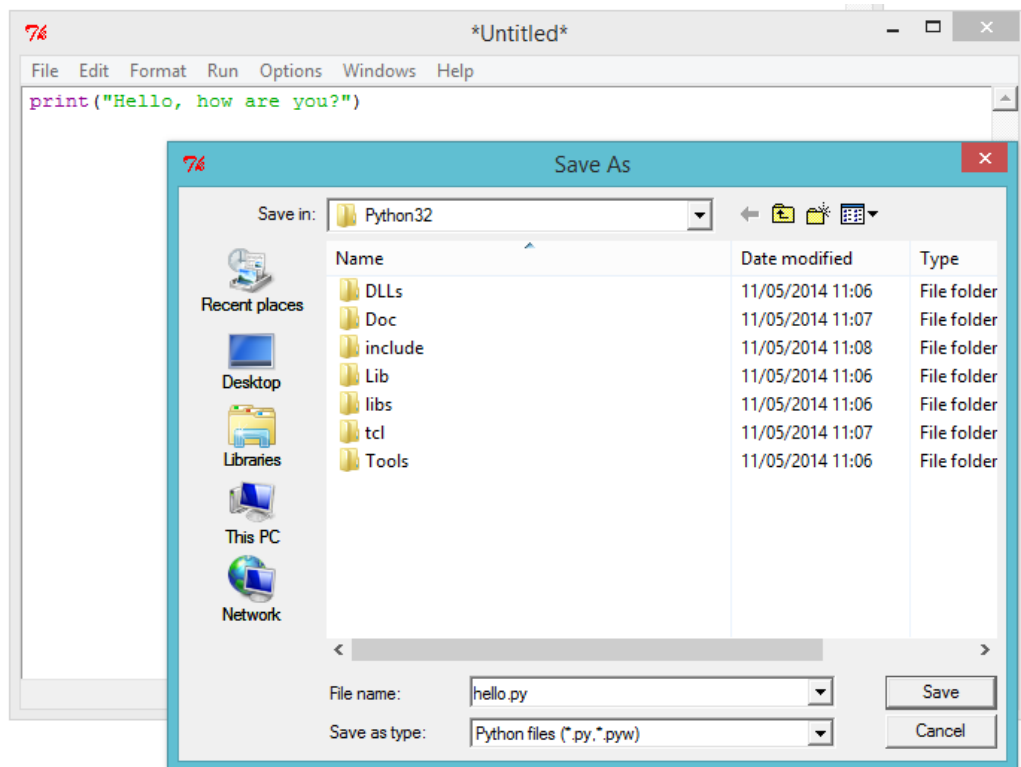 *Untitled*
File Edit Format Run Options Windows Help
print("Hello, how are you?")
Save As
Save in: Python32
Name Date modified Type
DLLs 11/05/2014 11:06 File folder
Doc 11/05/2014 11:07 File folder
include 11/05/2014 11:08 File folder
Lib 11/05/2014 11:06 File folder
libs 11/05/2014 11:06 File folder
tcl 11/05/2014 11:07 File folder
Tools 11/05/2014 11:06 File folder
Recent places
Desktop
Libraries
This PC
Network
File name: hello.py Save
Save as type: Python files (*.py,*.pyw) Cancel